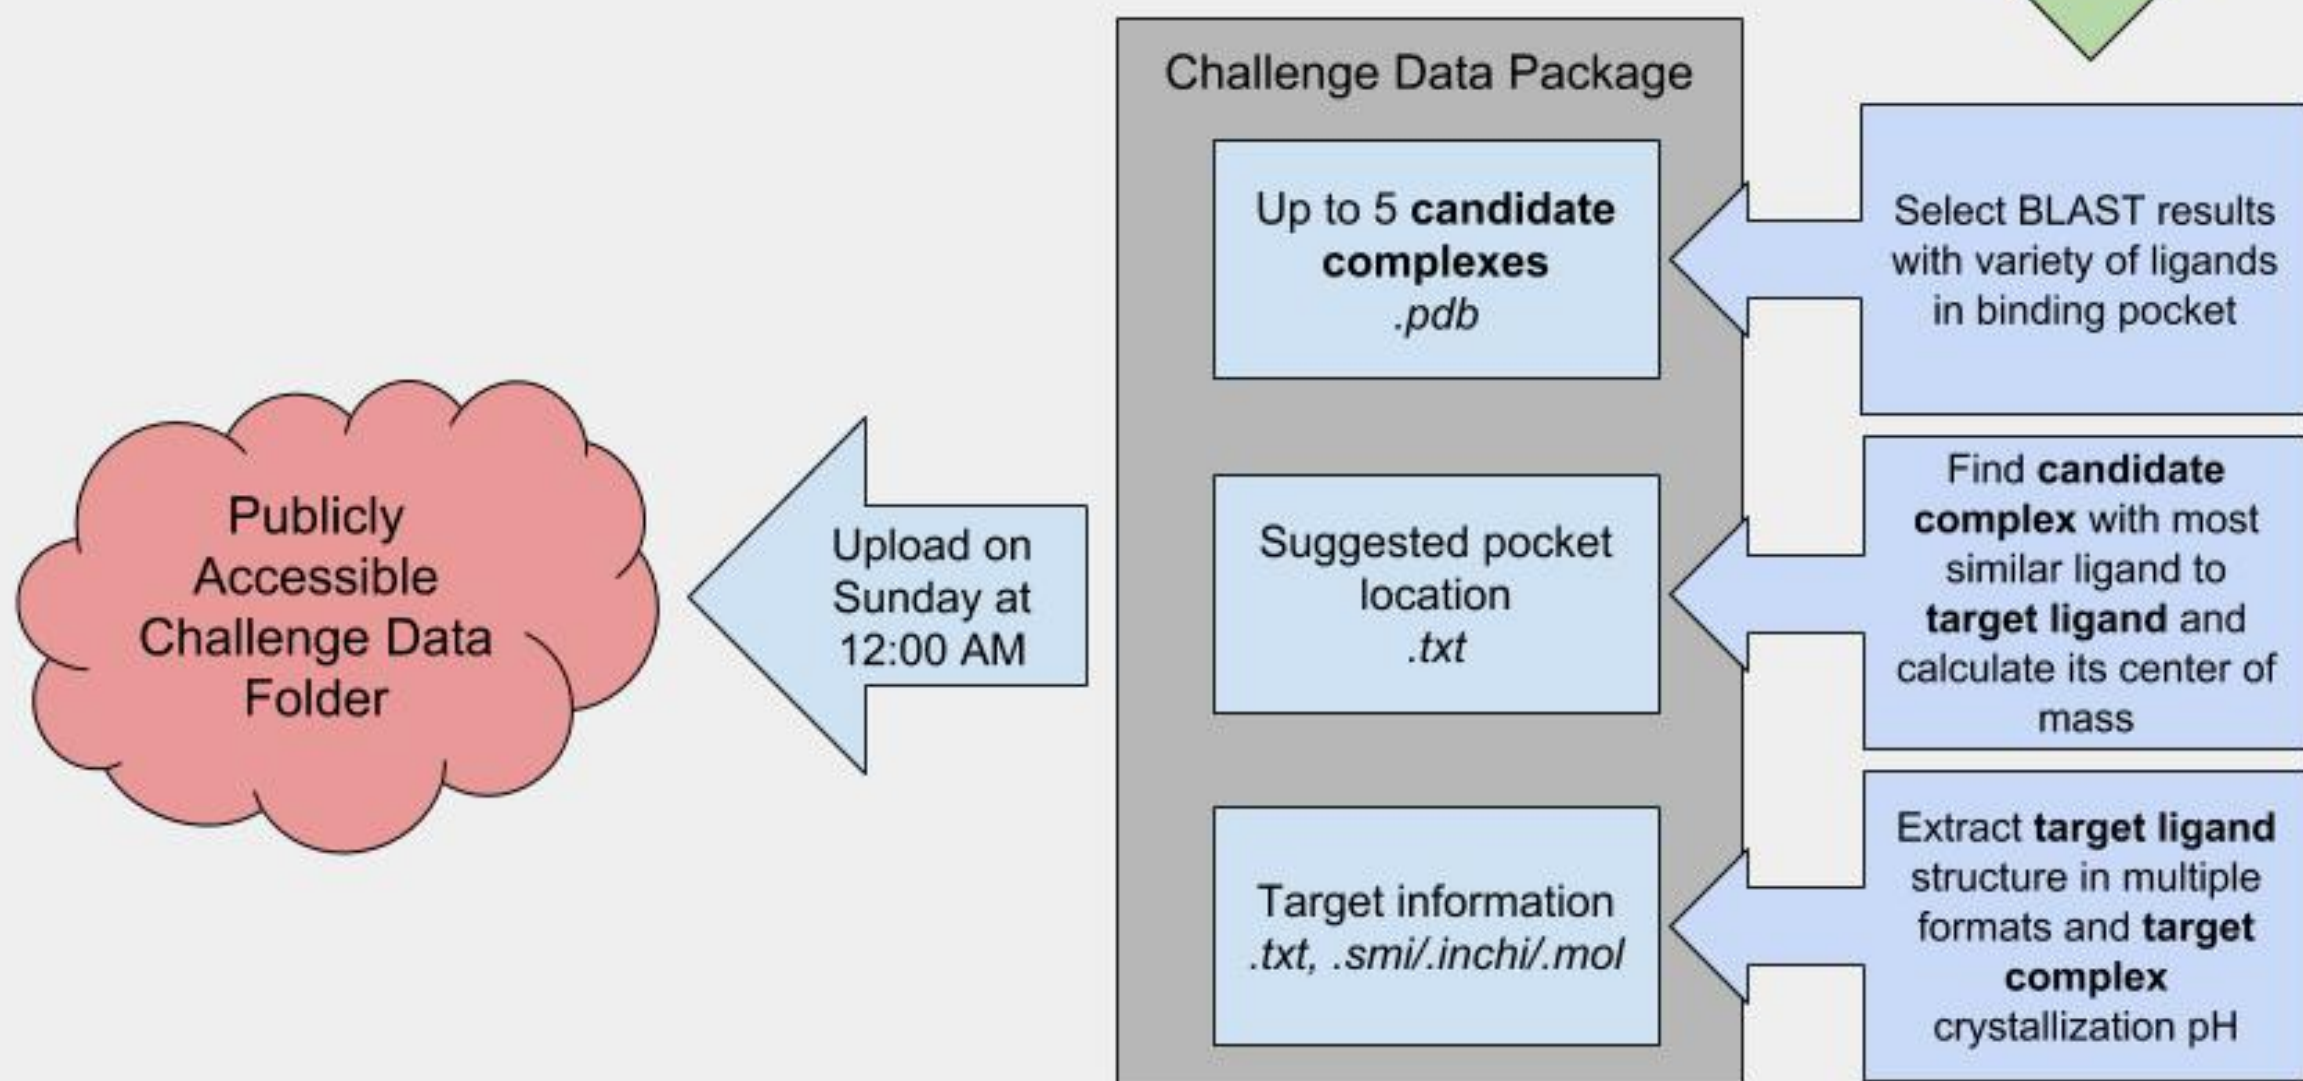 Challenge Data Package
Up to 5 candidate
complexes
.pdb
Select BLAST results
with variety of ligands
in binding pocket
Suggested pocket
location
.txt
Find candidate
complex with most
similar ligand to
target ligand and
calculate its center of
mass
Target information
.txt, .smi/.inchi/.mol
Extract target ligand
structure in multiple
formats and target
complex
crystallization pH
Upload on
Sunday at
12:00 AM
Publicly
Accessible
Challenge Data
Folder